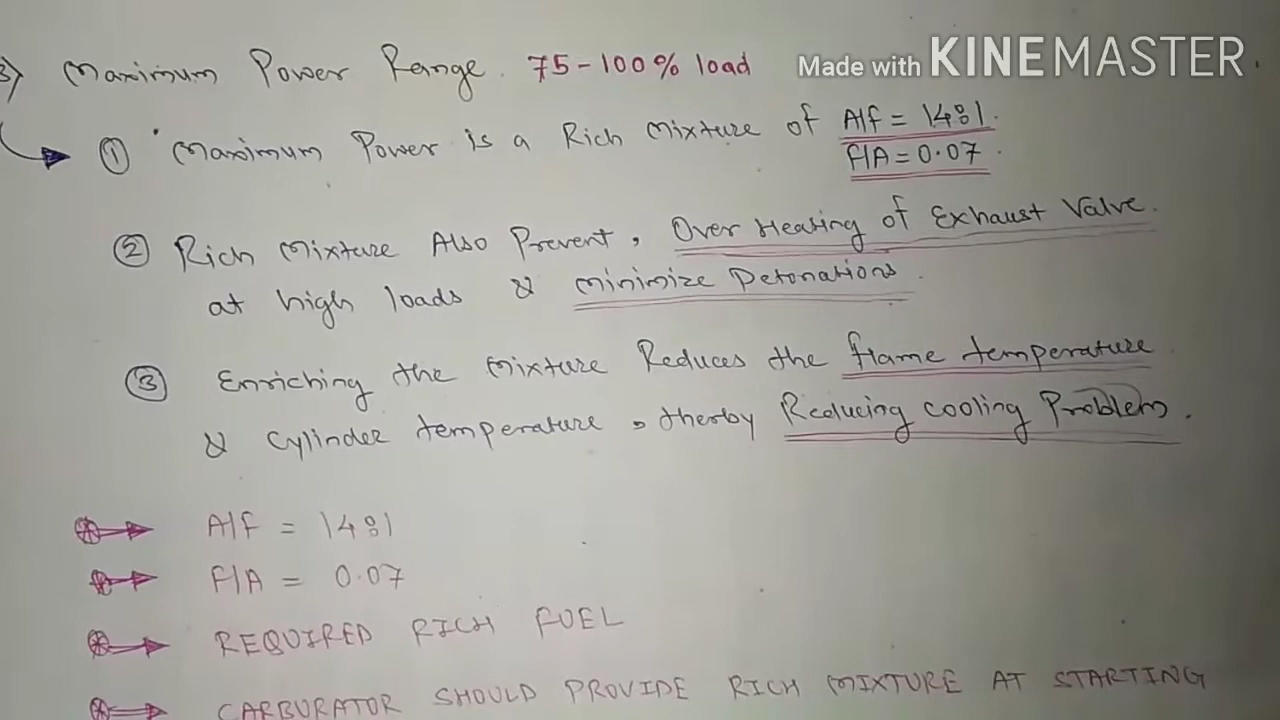 3) Maximum Power Range. 75-100% load
Made with KINEMASTER
① Maximum Power is a Rich Mixture of A/F = 14:1.
F/A = 0.07.
② Rich Mixture Also Prevent, Over Heating of Exhaust Valve.
at high loads & minimize Detonations.
③ Enriching the Mixture Reduces the flame temperature
& cylinder temperature, therby Reducing cooling Problem.
A/F = 14:1
F/A = 0.07
REQUIRED RICH FUEL
CARBURATOR SHOULD PROVIDE RICH MIXTURE AT STARTING